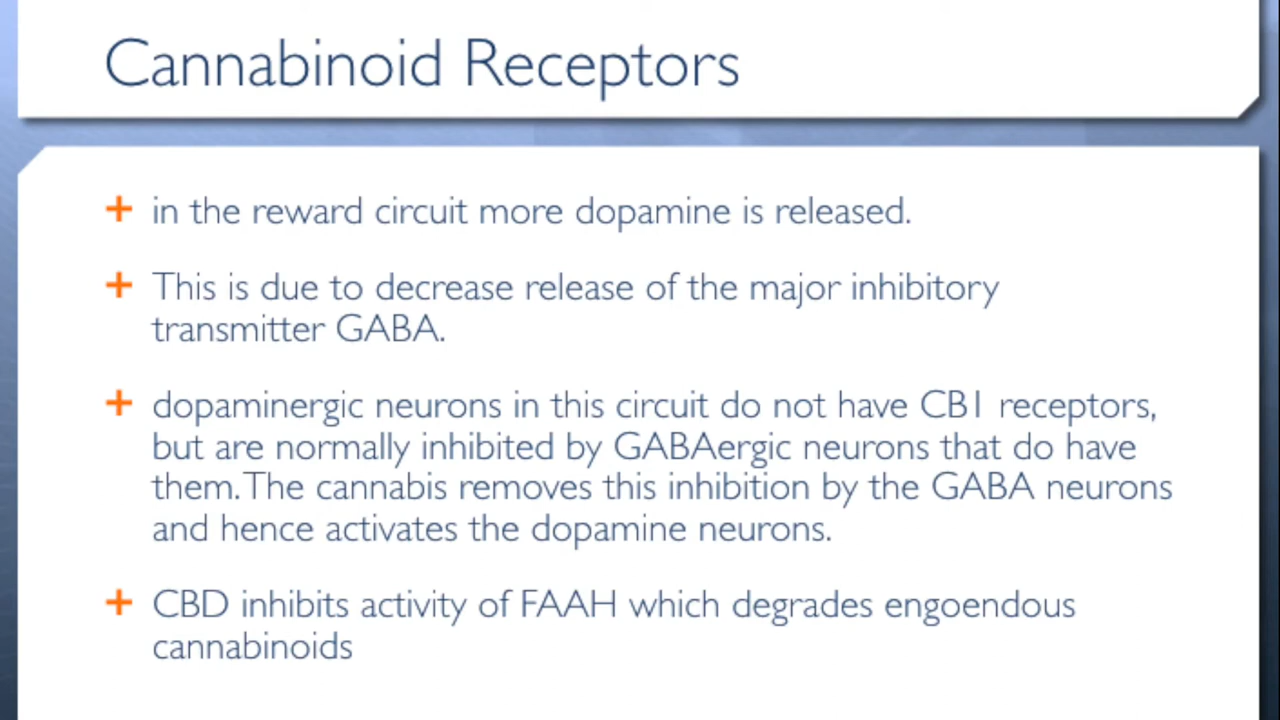 Cannabinoid Receptors
+ in the reward circuit more dopamine is released.
+ This is due to decrease release of the major inhibitory
transmitter GABA.
+ dopaminergic neurons in this circuit do not have CB1 receptors,
but are normally inhibited by GABAergic neurons that do have
them. The cannabis removes this inhibition by the GABA neurons
and hence activates the dopamine neurons.
+ CBD inhibits activity of FAAH which degrades engoendous
cannabinoids